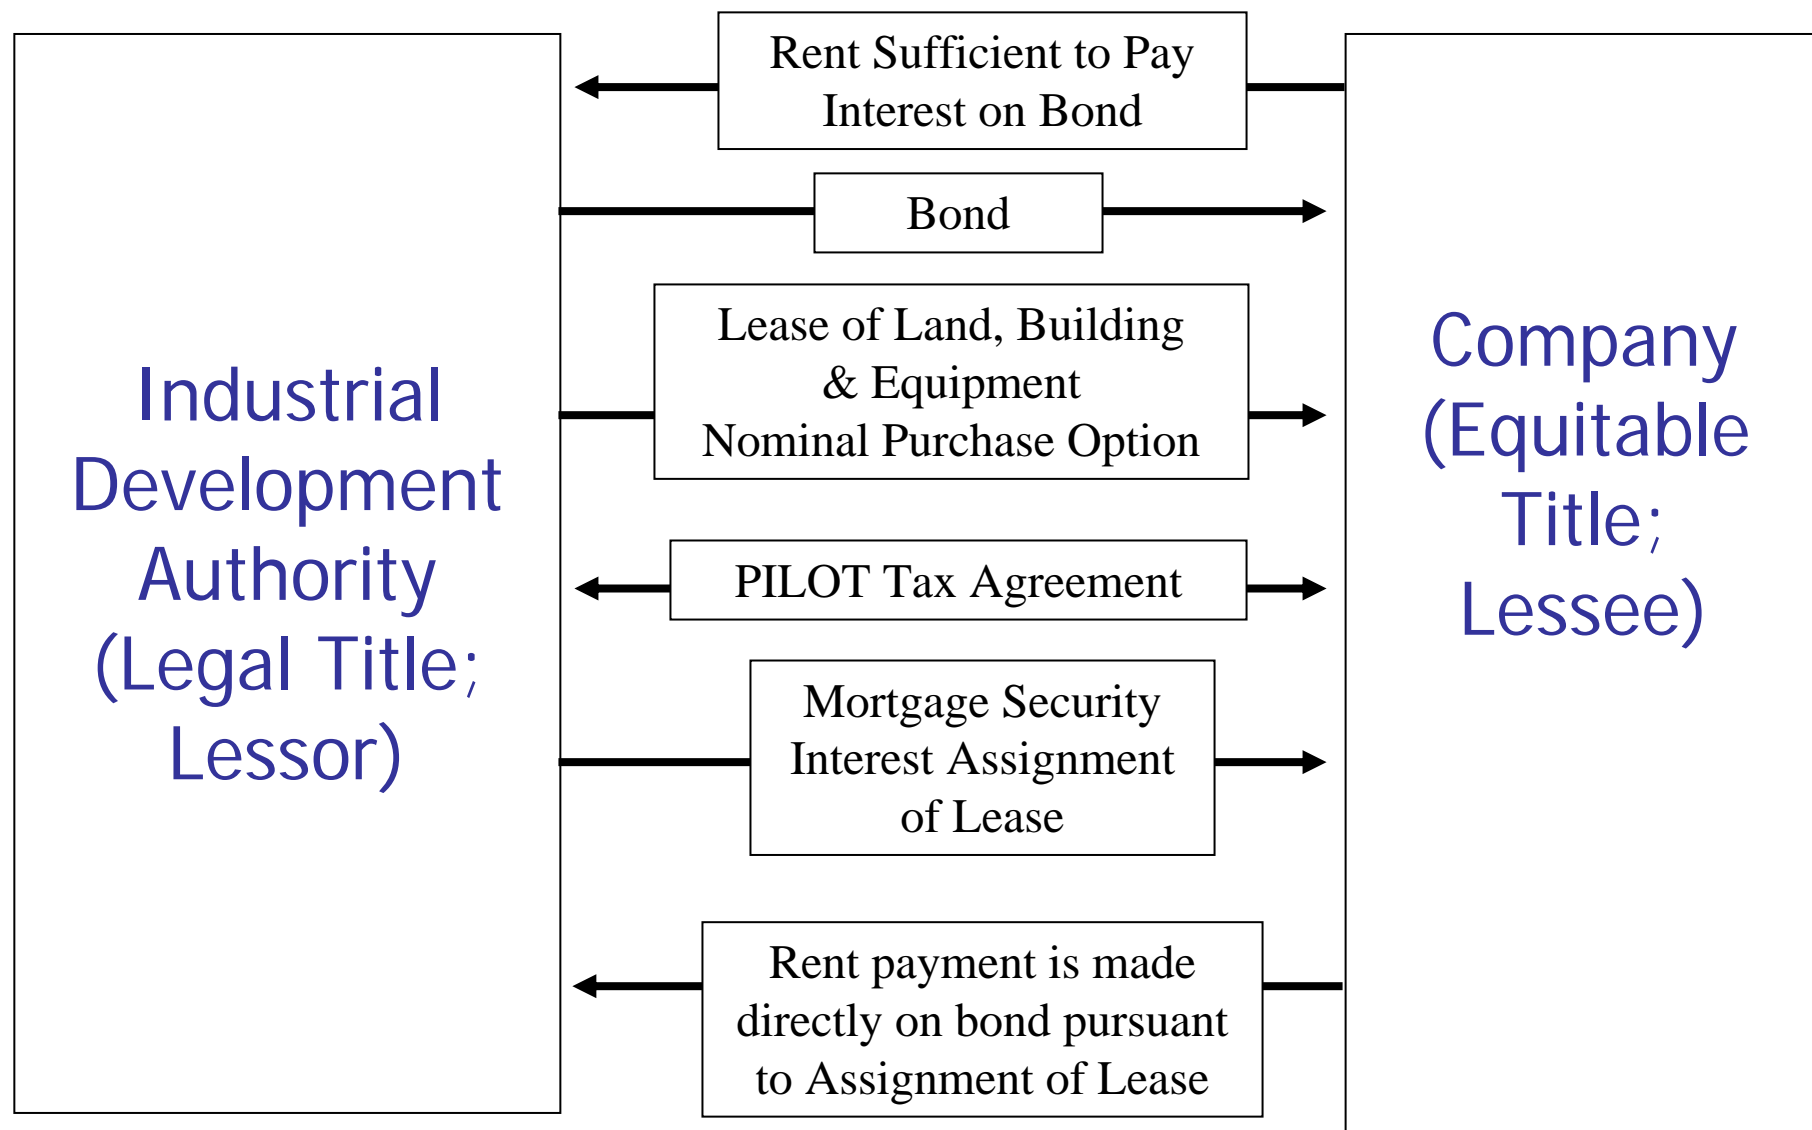 Rent Sufficient to Pay
Interest on Bond
Bond
Lease of Land, Building
& Equipment
Nominal Purchase Option
PILOT Tax Agreement
Mortgage Security
Interest Assignment
of Lease
Rent payment is made
directly on bond pursuant
to Assignment of Lease
Industrial
Development
Authority
(Legal Title;
Lessor)
Company
(Equitable
Title;
Lessee)